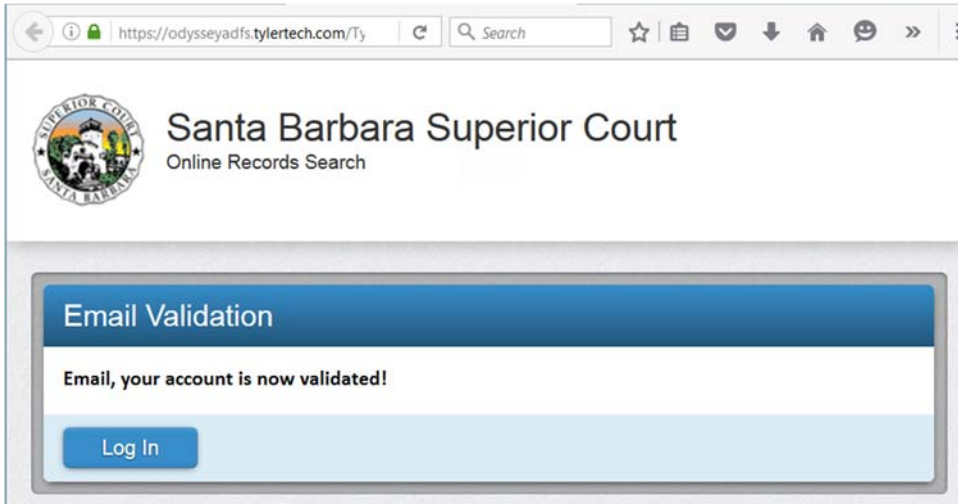 https://odysseyadfs.tylertech.com/Ty
Search
SUPERIOR COURT
SANTA BARBARA
Santa Barbara Superior Court
Online Records Search
Email Validation
Email, your account is now validated!
Log In